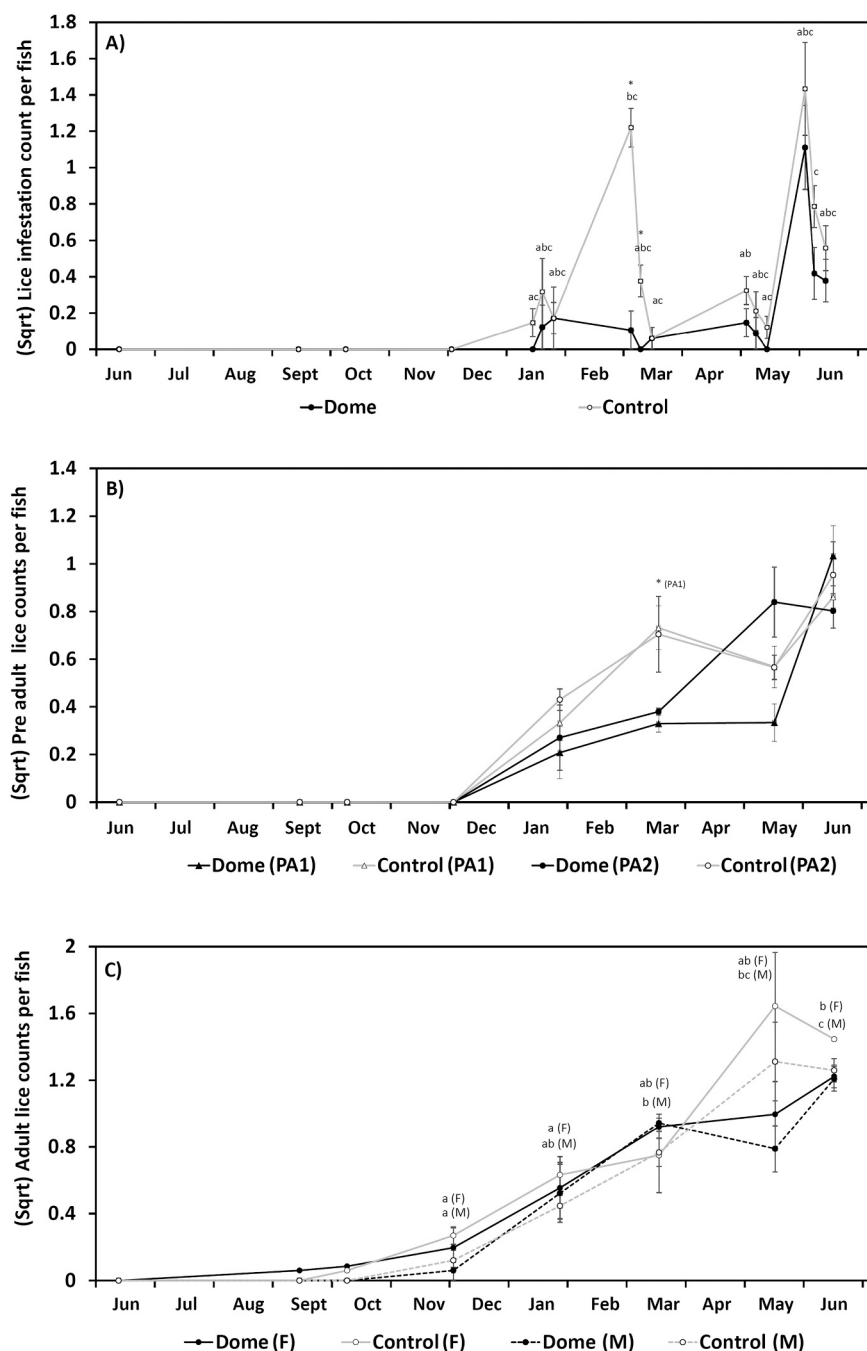 A)
(Sqrt) Lice infestation count per fish
1.8
1.6
1.4
1.2
1
0.8
0.6
0.4
0.2
0
ac
abc
abc
*
bc
*
abc
ac
ab
abc
ac
abc
c
abc
Jun Jul Aug Sept Oct Nov Dec Jan Feb Mar Apr May Jun
Dome Control
B)
(Sqrt) Pre adult lice counts per fish
1.4
1.2
1
0.8
0.6
0.4
0.2
0
* (PA1)
Jun Jul Aug Sept Oct Nov Dec Jan Feb Mar Apr May Jun
Dome (PA1) Control (PA1) Dome (PA2) Control (PA2)
C)
(Sqrt) Adult lice counts per fish
2
1.6
1.2
0.8
0.4
0
a (F)
a (M)
a (F)
ab (M)
ab (F)
b (M)
ab (F)
bc (M)
b (F)
c (M)
Jun Jul Aug Sept Oct Nov Dec Jan Feb Mar Apr May Jun
Dome (F) Control (F) Dome (M) Control (M)